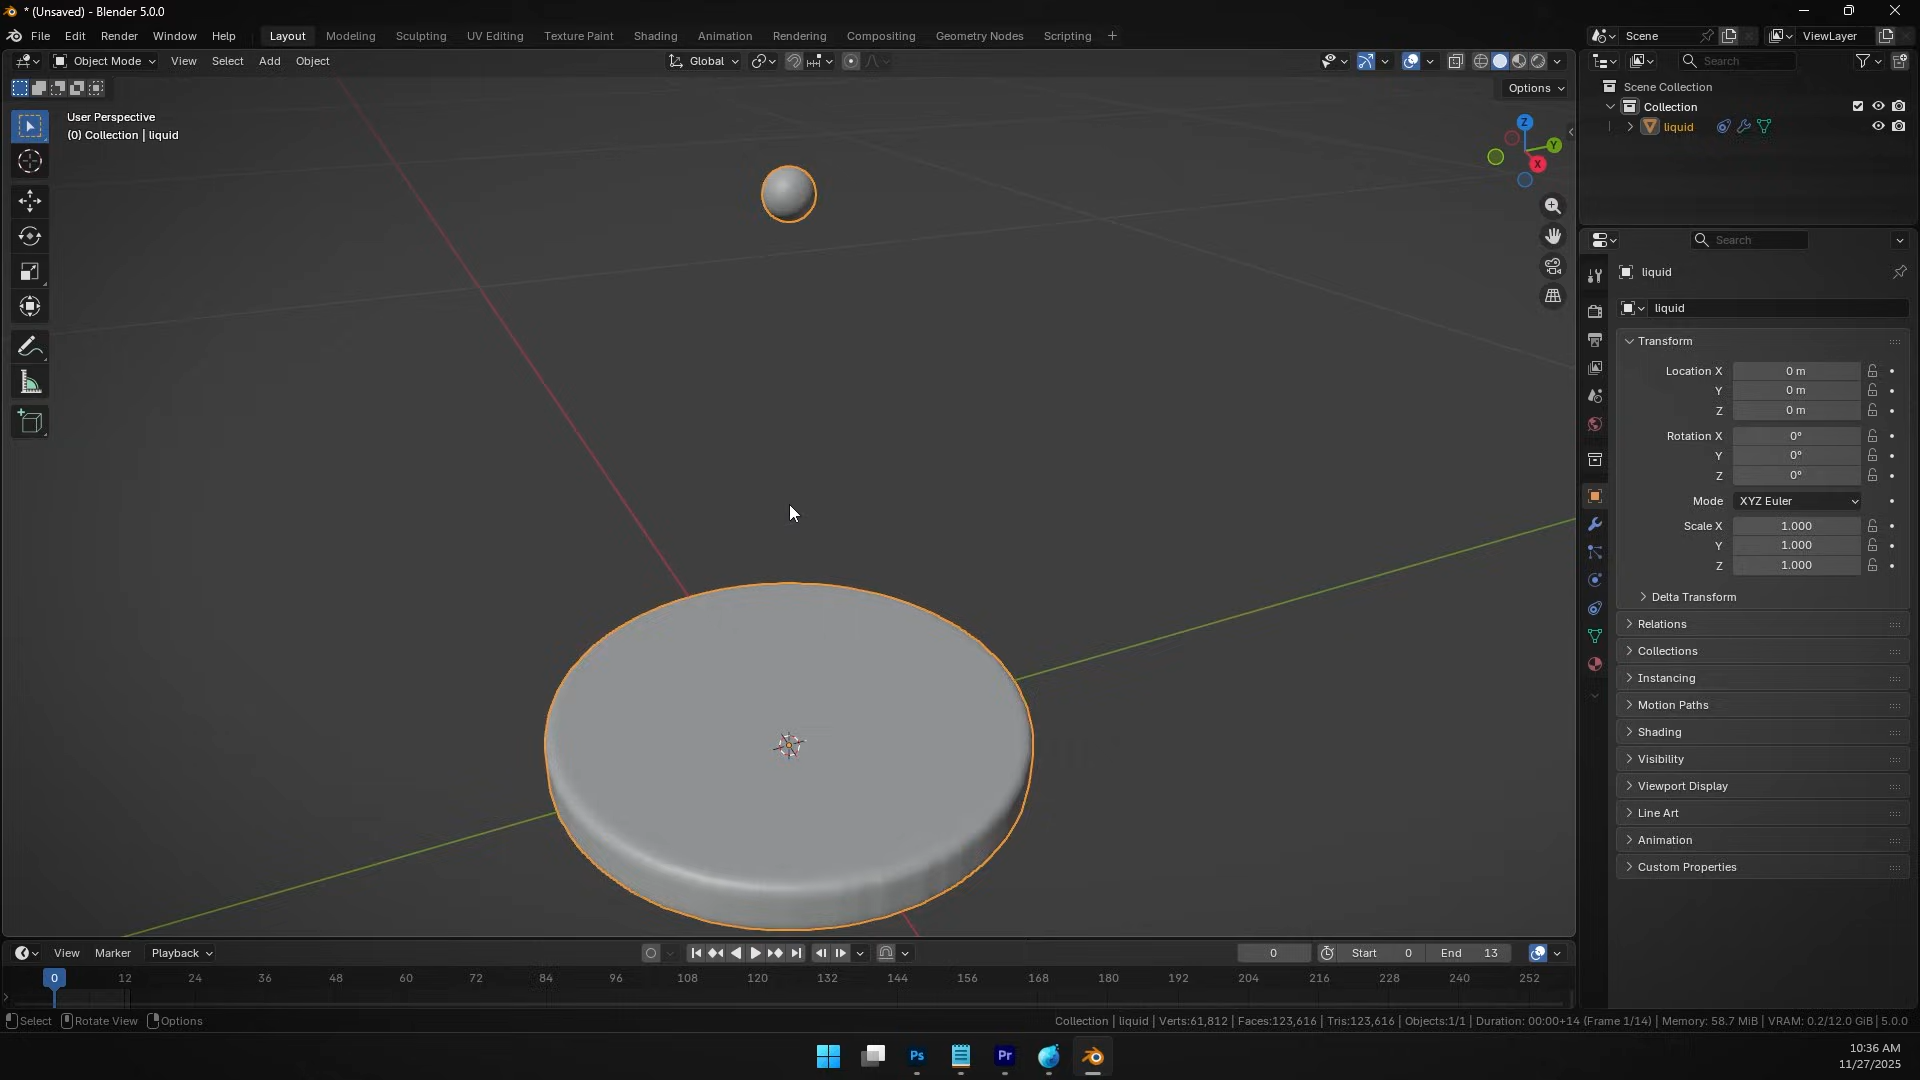 * (Unsaved) - Blender 5.0.0
File Edit Render Window Help Layout Modeling Sculpting UV Editing Texture Paint Shading Animation Rendering Compositing Geometry Nodes Scripting + Scene ViewLayer
Object Mode View Select Add Object Global Search
Options
User Perspective
(0) Collection | liquid
Scene Collection
Collection
liquid
Z
Y
X
Search
liquid
liquid
Transform
Location X 0 m
Y 0 m
Z 0 m
Rotation X 0°
Y 0°
Z 0°
Mode XYZ Euler
Scale X 1.000
Y 1.000
Z 1.000
Delta Transform
Relations
Collections
Instancing
Motion Paths
Shading
Visibility
Viewport Display
Line Art
Animation
Custom Properties
View Marker Playback 0 Start 0 End 13
0 12 24 36 48 60 72 84 96 108 120 132 144 156 168 180 192 204 216 228 240 252
Select Rotate View Options Collection | liquid | Verts:61,812 | Faces:123,616 | Tris:123,616 | Objects:1/1 | Duration: 00:00+14 (Frame 1/14) | Memory: 58.7 MiB | VRAM: 0.2/12.0 GiB | 5.0.0
Ps Pr
10:36 AM
11/27/2025